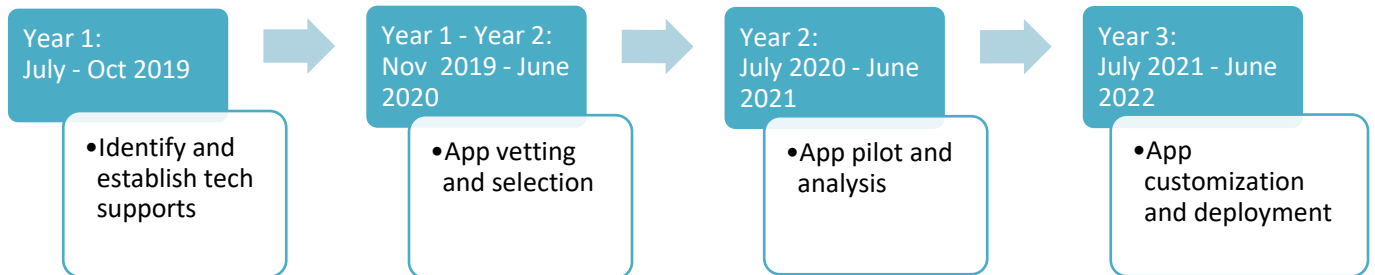 Year 1:
July - Oct 2019
•Identify and
establish tech
supports
Year 1 - Year 2:
Nov  2019 - June
2020
•App vetting
and selection
Year 2:
July 2020 - June
2021
•App pilot and
analysis
Year 3:
July 2021 - June
2022
•App
customization
and deployment